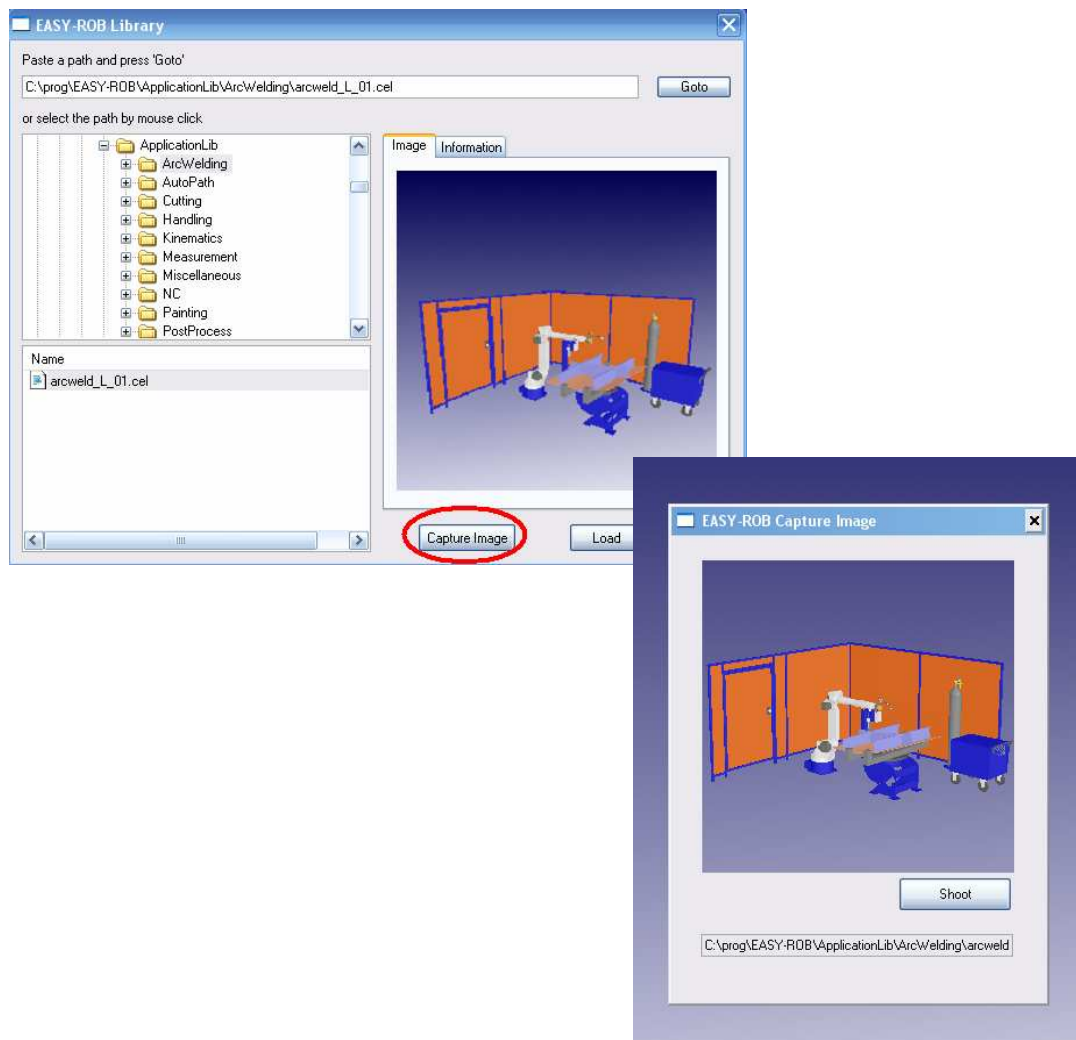 EASY-ROB Library
Paste a path and press 'Goto'
C:\prog\EASY-ROB\ApplicationLib\ArcWelding\arcweld_L_01.cel
Goto
or select the path by mouse click
ApplicationLib
ArcWelding
AutoPath
Cutting
Handling
Kinematics
Measurement
Miscellaneous
NC
Painting
PostProcess
Image
Information
Name
arcweld_L_01.cel
Capture Image
Load
EASY-ROB Capture Image
Shoot
C:\prog\EASY-ROB\ApplicationLib\ArcWelding\arcweld